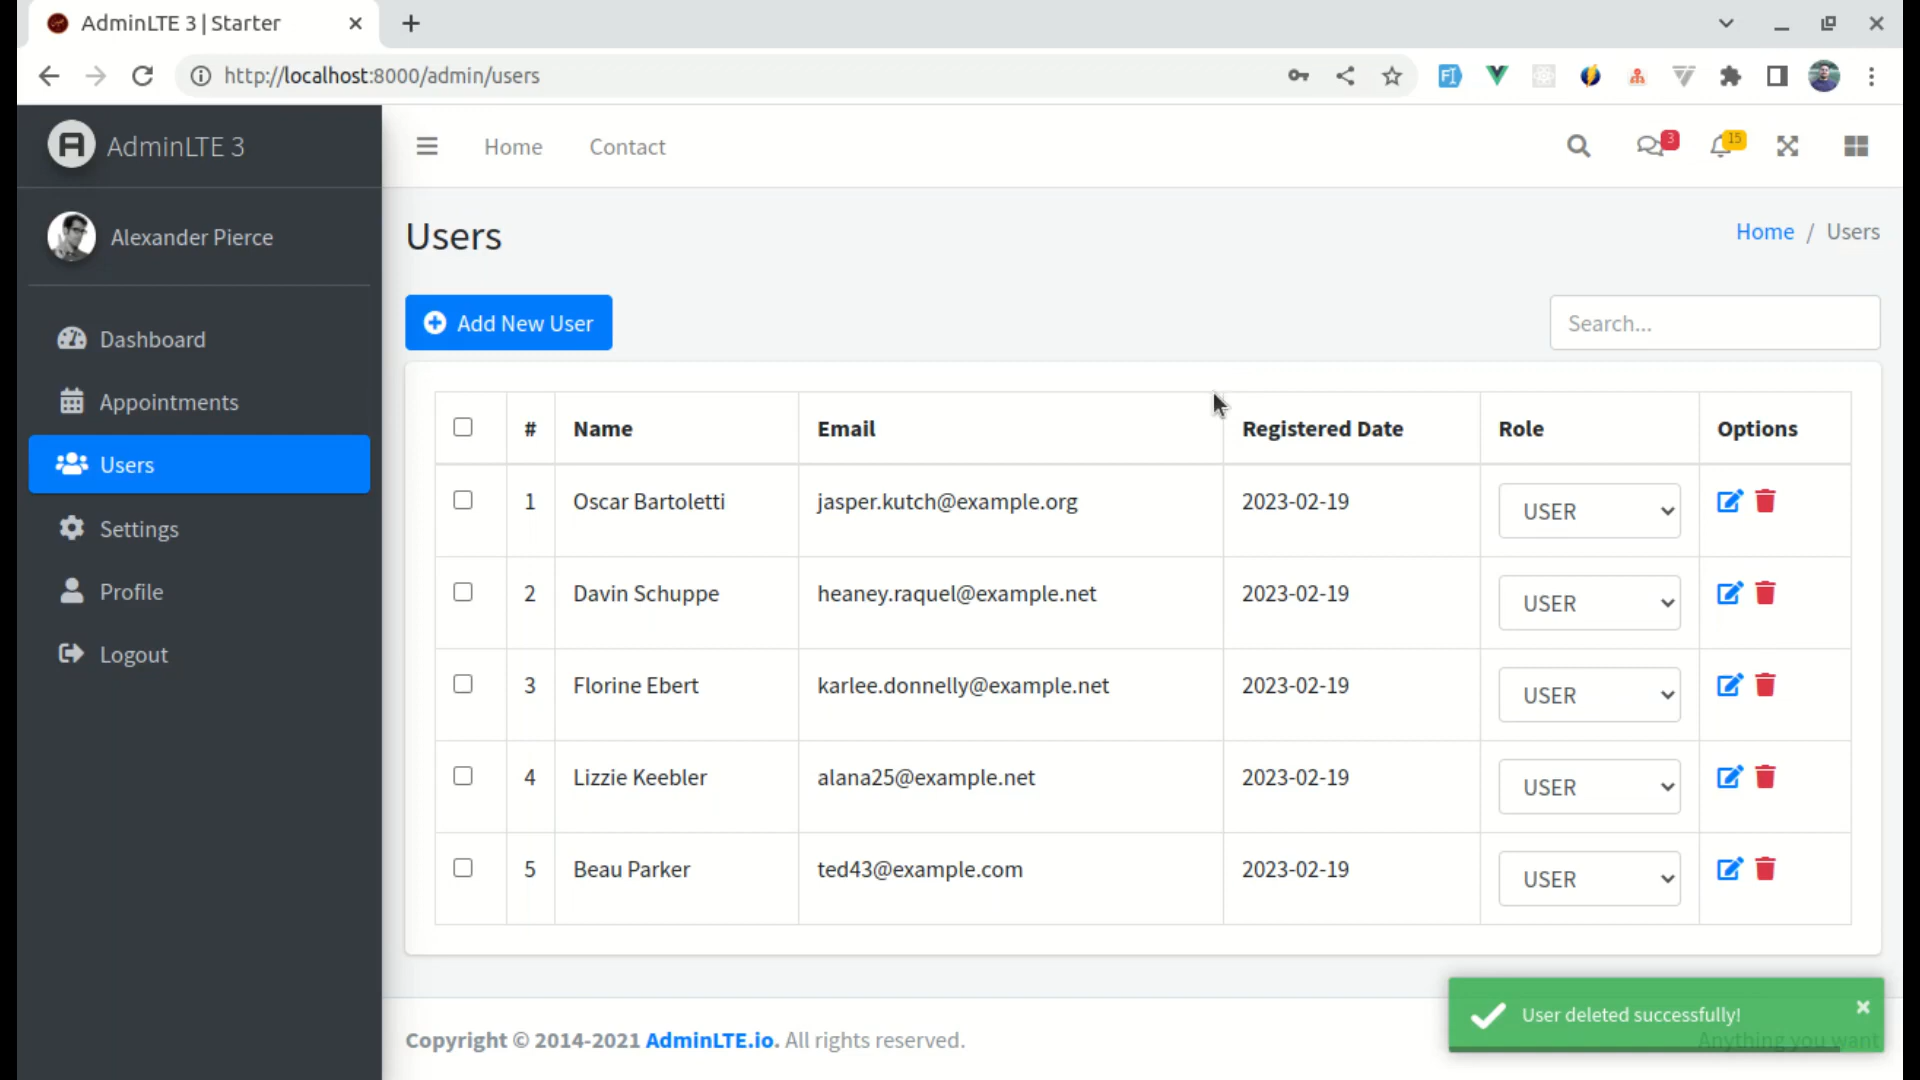 AdminLTE 3 | Starter
http://localhost:8000/admin/users
AdminLTE 3
Home
Contact
3
15
Alexander Pierce
Dashboard
Appointments
Users
Settings
Profile
Logout
Users
Home / Users
Add New User
Search...
# Name Email Registered Date Role Options
1 Oscar Bartoletti jasper.kutch@example.org 2023-02-19 USER
2 Davin Schuppe heaney.raquel@example.net 2023-02-19 USER
3 Florine Ebert karlee.donnelly@example.net 2023-02-19 USER
4 Lizzie Keebler alana25@example.net 2023-02-19 USER
5 Beau Parker ted43@example.com 2023-02-19 USER
User deleted successfully!
Copyright © 2014-2021 AdminLTE.io. All rights reserved.
Anything you want